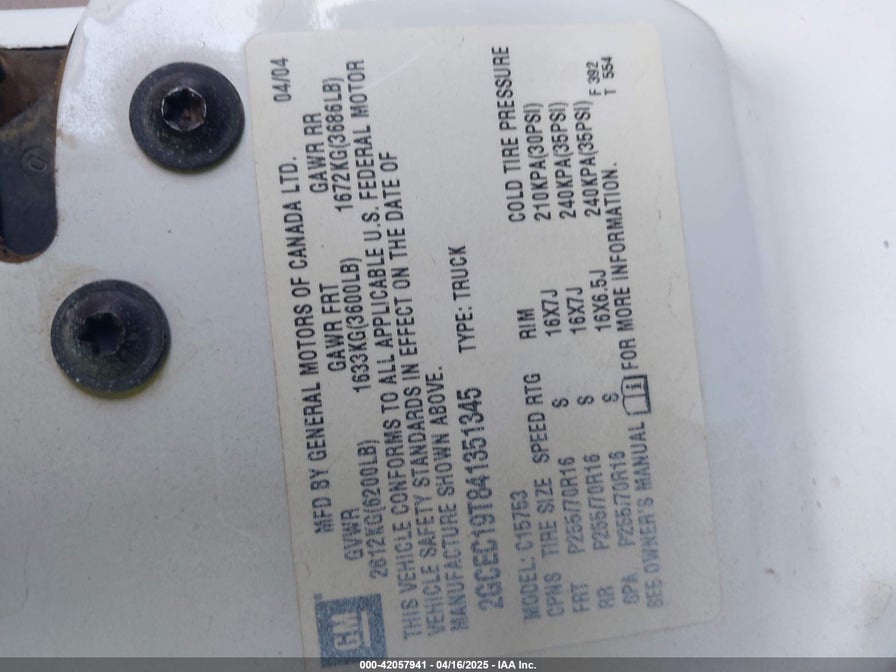 MFD BY GENERAL MOTORS OF CANADA LTD. 04/04
GVWR GAWR FRT GAWR RR
2812KG(6200LB) 1633KG(3600LB) 1672KG(3686LB)
THIS VEHICLE CONFORMS TO ALL APPLICABLE U.S. FEDERAL MOTOR
VEHICLE SAFETY STANDARDS IN EFFECT ON THE DATE OF
MANUFACTURE SHOWN ABOVE.
2GCEC19T841351345 TYPE: TRUCK
MODEL: C15753
CPNS TIRE SIZE SPEED RTG RIM COLD TIRE PRESSURE
FRT P255/70R16 S 16X7J 210KPA(30PSI)
RR P255/70R16 S 16X7J 240KPA(35PSI)
SPA P255/70R16 S 16X6.5J 240KPA(35PSI)
SEE OWNER'S MANUAL FOR MORE INFORMATION.
F 392
T 554
GM
000-42057941 - 04/16/2025 - IAA Inc.